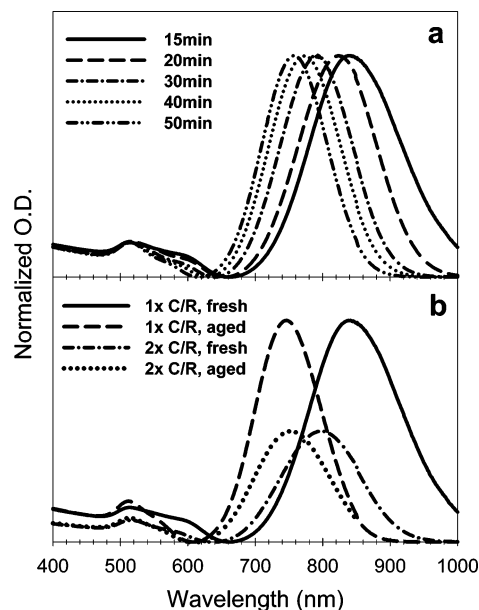 a
15min
20min
30min
40min
50min
Normalized O.D.
b
1x C/R, fresh
1x C/R, aged
2x C/R, fresh
2x C/R, aged
400 500 600 700 800 900 1000
Wavelength (nm)